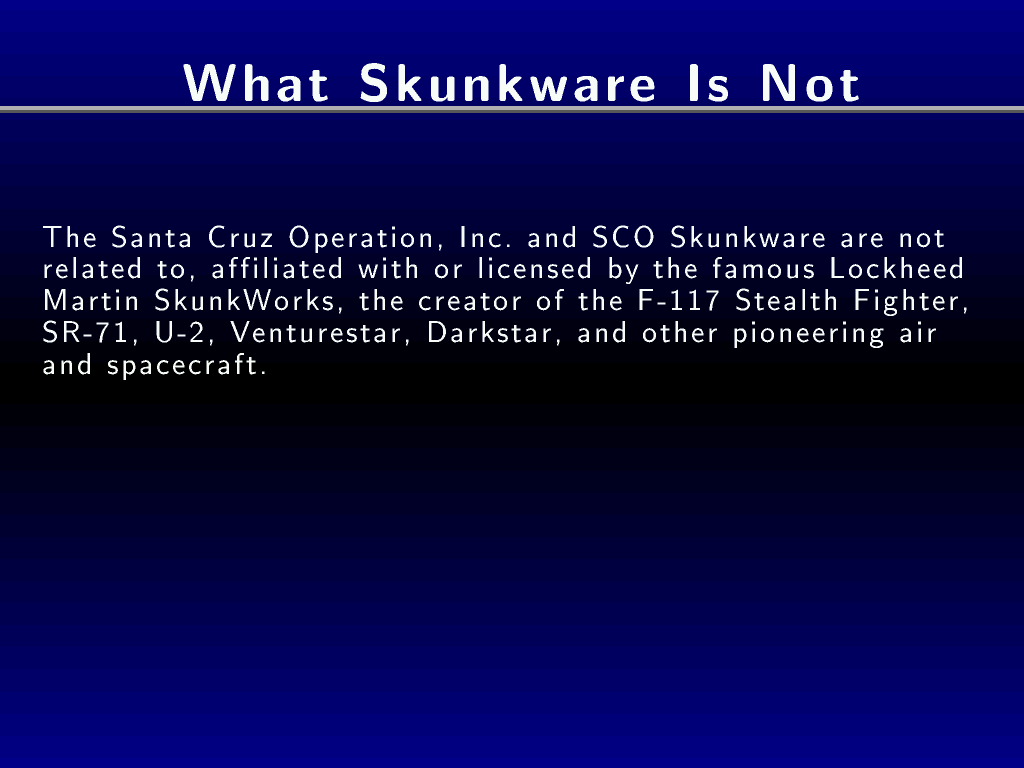 What Skunkware Is Not
The Santa Cruz Operation, Inc. and SCO Skunkware are not
related to, affiliated with or licensed by the famous Lockheed
Martin SkunkWorks, the creator of the F-117 Stealth Fighter,
SR-71, U-2, Venturestar, Darkstar, and other pioneering air
and spacecraft.